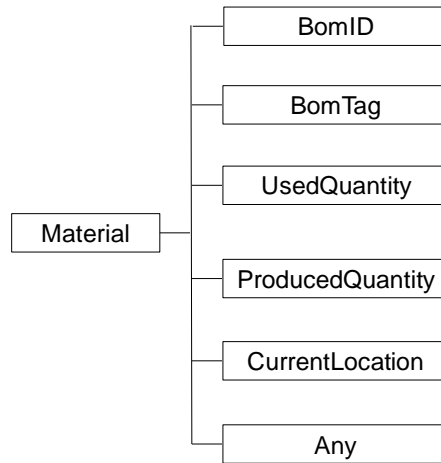 BomID
BomTag
UsedQuantity
Material
ProducedQuantity
CurrentLocation
Any